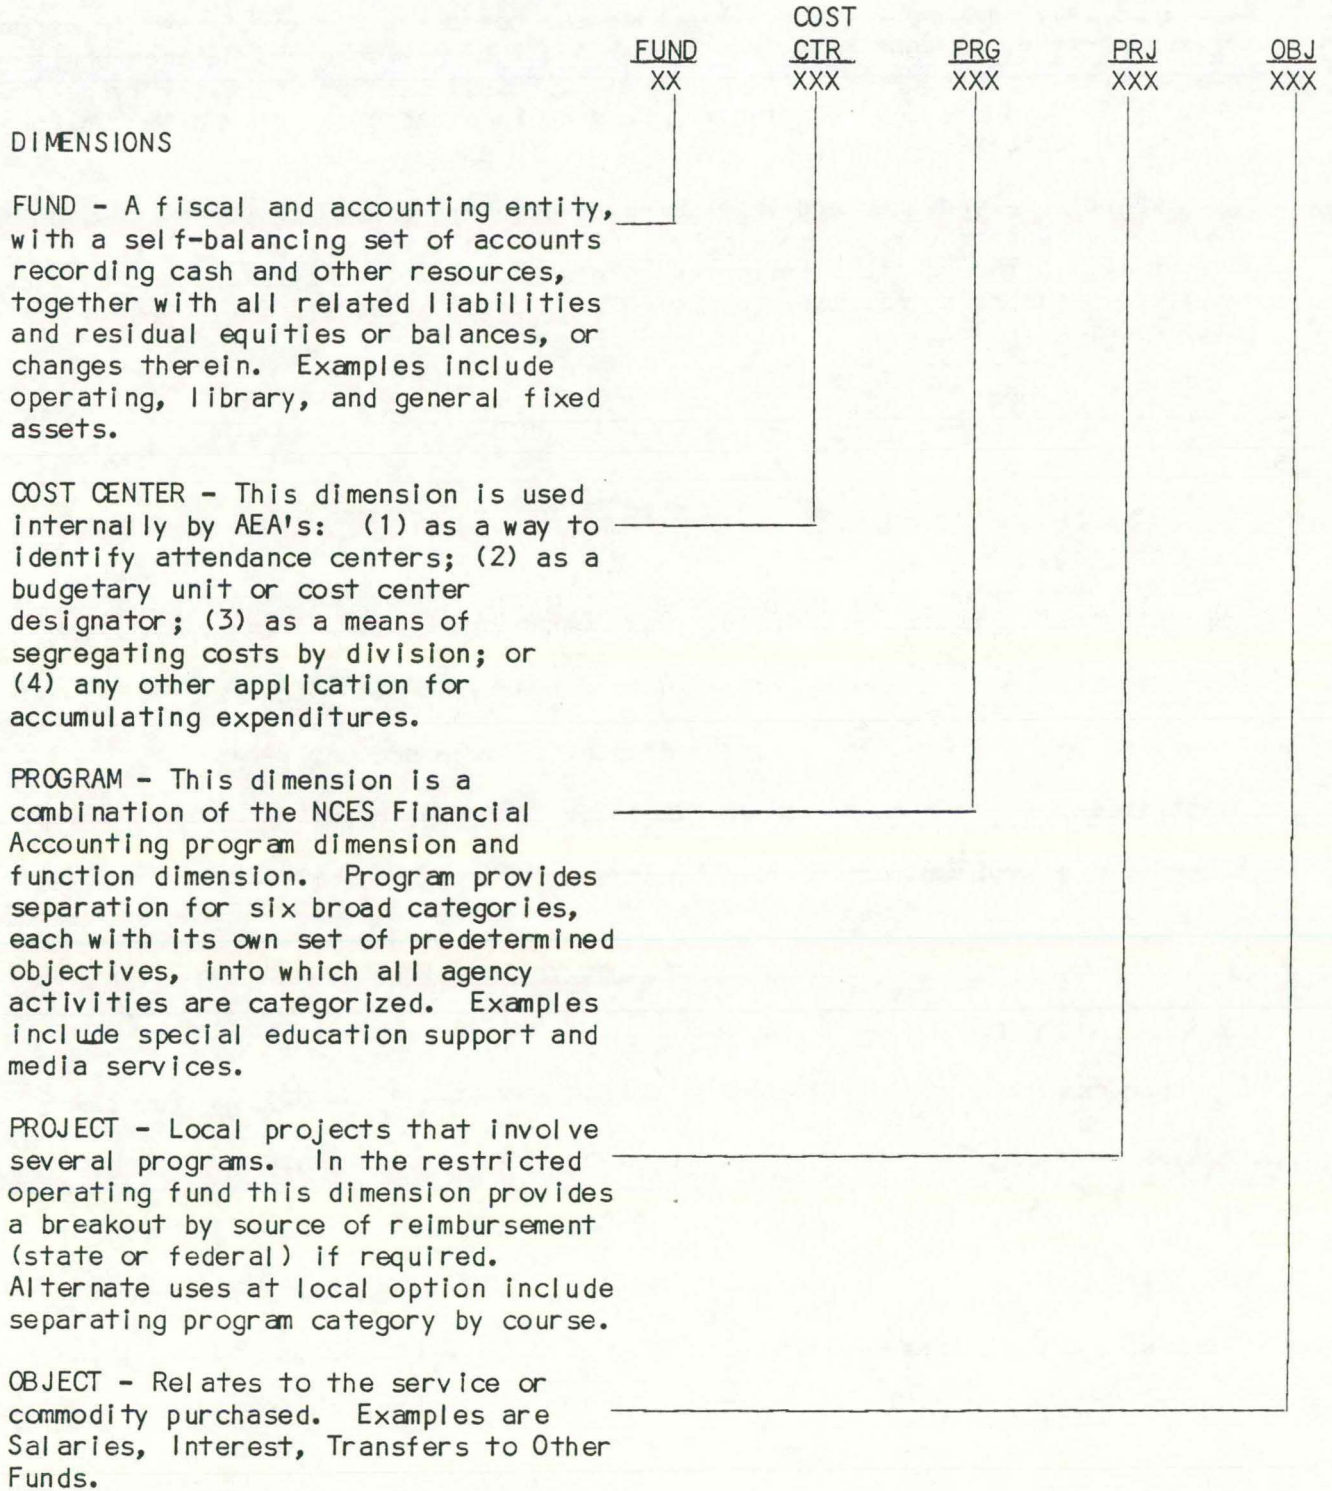 COST
FUND CTR PRG PRJ OBJ
XX XXX XXX XXX XXX
DIMENSIONS
FUND - A fiscal and accounting entity,
with a self-balancing set of accounts
recording cash and other resources,
together with all related liabilities
and residual equities or balances, or
changes therein. Examples include
operating, library, and general fixed
assets.
COST CENTER - This dimension is used
internally by AEA's: (1) as a way to
identify attendance centers; (2) as a
budgetary unit or cost center
designator; (3) as a means of
segregating costs by division; or
(4) any other application for
accumulating expenditures.
PROGRAM - This dimension is a
combination of the NCES Financial
Accounting program dimension and
function dimension. Program provides
separation for six broad categories,
each with its own set of predetermined
objectives, into which all agency
activities are categorized. Examples
include special education support and
media services.
PROJECT - Local projects that involve
several programs. In the restricted
operating fund this dimension provides
a breakout by source of reimbursement
(state or federal) if required.
Alternate uses at local option include
separating program category by course.
OBJECT - Relates to the service or
commodity purchased. Examples are
Salaries, Interest, Transfers to Other
Funds.